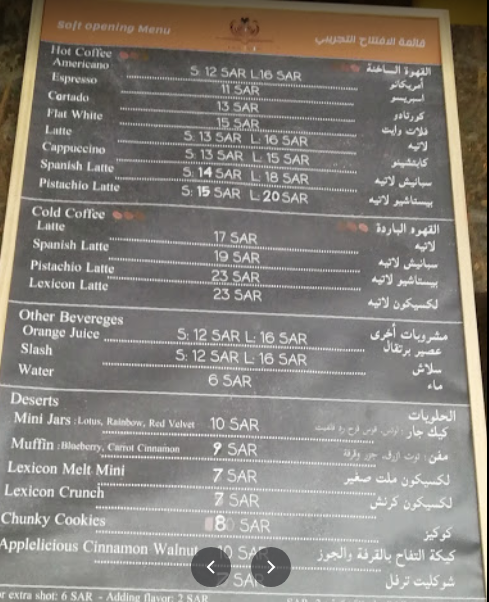 Soft opening Menu قائمة الافتتاح التجريبي
Hot Coffee القهوة الساخنة
Americano S: 12 SAR L:16 SAR أمريكانو
Espresso 11 SAR اسبريسو
Cortado 13 SAR كورتادو
Flat White 15 SAR فلات وايت
Latte S: 13 SAR L: 16 SAR لاتيه
Cappuccino S: 13 SAR L: 15 SAR كابتشينو
Spanish Latte S: 14 SAR L: 18 SAR سبانيش لاتيه
Pistachio Latte S: 15 SAR L: 20 SAR بيستاشيو لاتيه
Cold Coffee القهوه الباردة
Latte 17 SAR لاتيه
Spanish Latte 19 SAR سبانيش لاتيه
Pistachio Latte 23 SAR بيستاشيو لاتيه
Lexicon Latte 23 SAR لكسيكون لاتيه
Other Bevereges مشروبات أخرى
Orange Juice S: 12 SAR L: 16 SAR عصير برتقال
Slash S: 12 SAR L: 16 SAR سلاش
Water 6 SAR ماء
Deserts الحلويات
Mini Jars :Lotus, Rainbow, Red Velvet 10 SAR كيك جار :
Muffin :Blueberry, Carrot Cinnamon 9 SAR مفن: توت ازرق، جزر وقرفة
Lexicon Melt Mini 7 SAR لكسيكون ملت صغير
Lexicon Crunch 7 SAR لكسيكون كرنش
Chunky Cookies 8 SAR كوكيز
Applelicious Cinnamon Walnut 10 SAR كيكة التفاح بالقرفة والجوز
SAR شوكليت ترفل
extra shot: 6 SAR - Adding flavor: 2 SAR